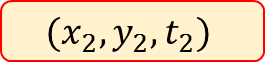 (x₂, y₂, t₂)